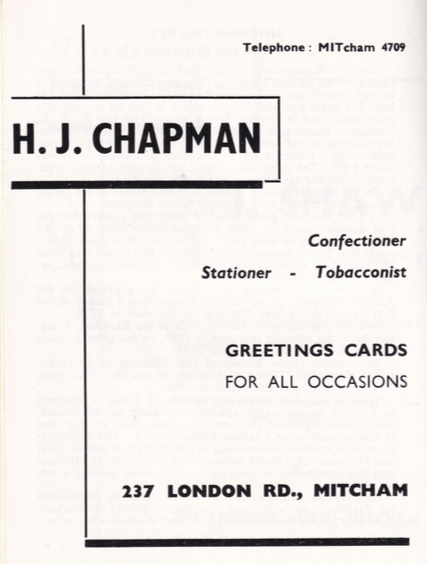 Telephone : MITcham 4709
H. J. CHAPMAN
Confectioner
Stationer - Tobacconist
GREETINGS CARDS
FOR ALL OCCASIONS
237 LONDON RD., MITCHAM